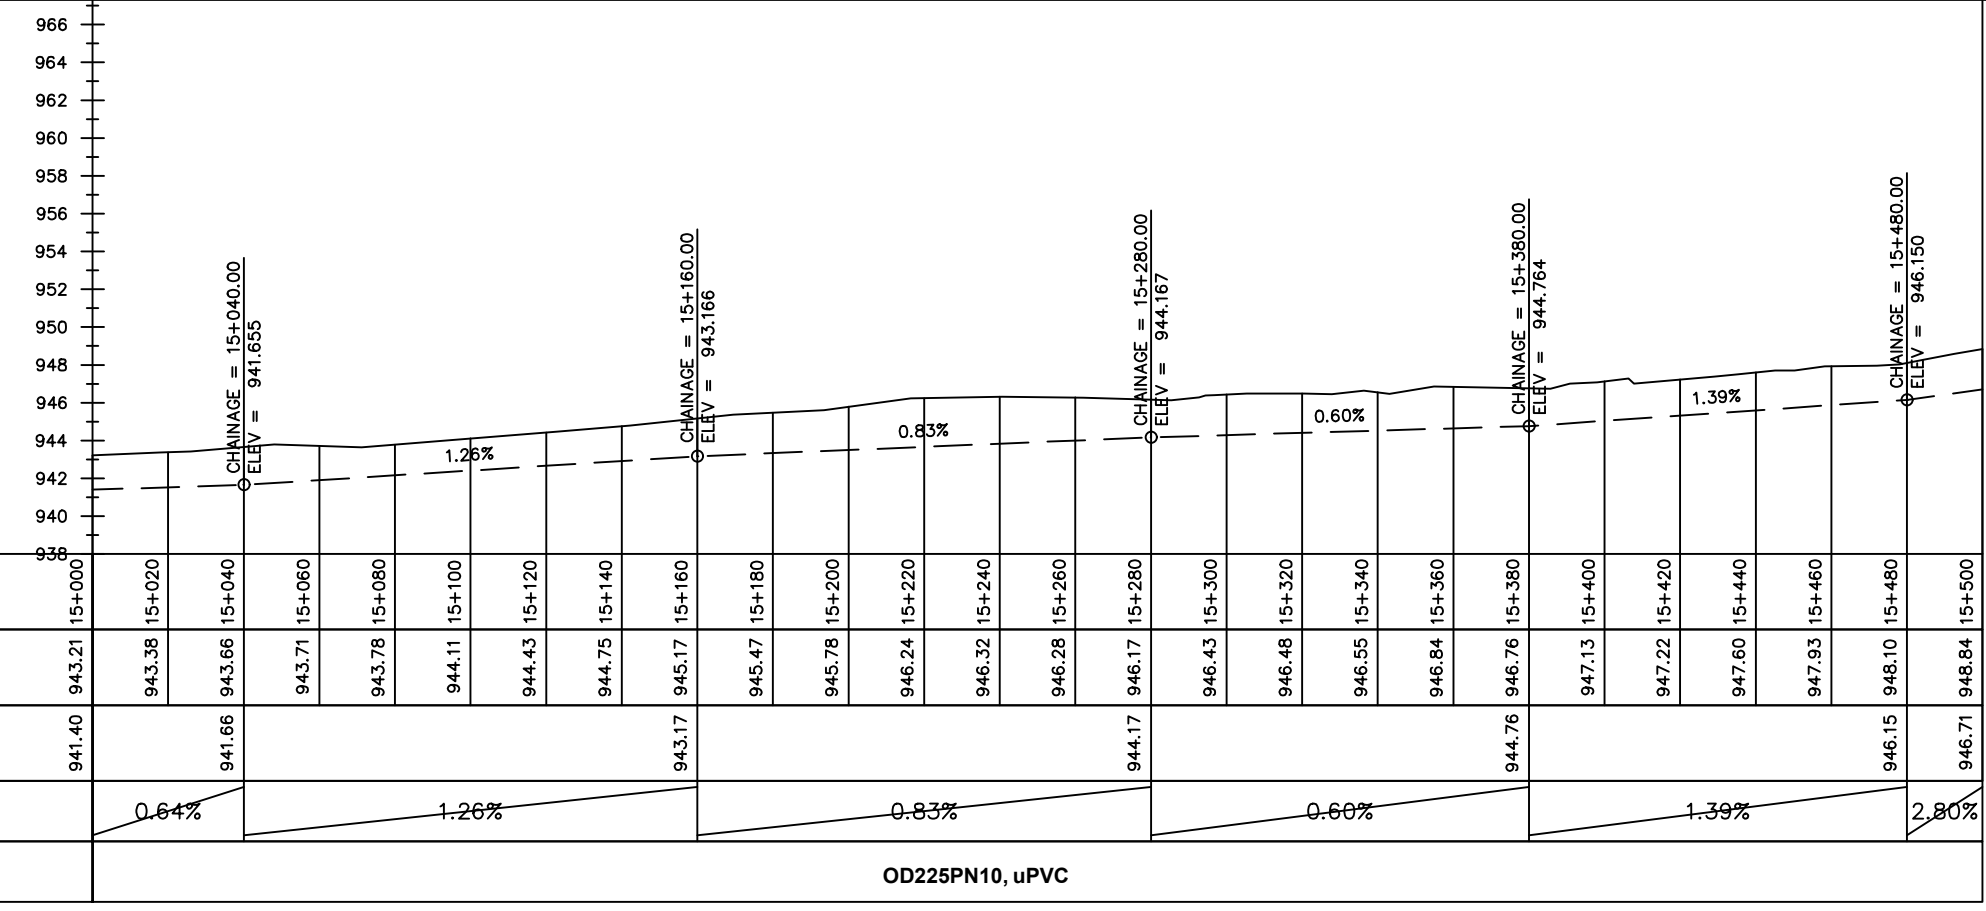 966
964
962
960
958
956
954
952
950
948
946
944
942
940
938
CHAINAGE = 15+040.00
ELEV = 941.655
CHAINAGE = 15+160.00
ELEV = 943.166
CHAINAGE = 15+280.00
ELEV = 944.167
CHAINAGE = 15+380.00
ELEV = 944.764
CHAINAGE = 15+480.00
ELEV = 946.150
1.26%
0.83%
0.60%
1.39%
15+000 15+020 15+040 15+060 15+080 15+100 15+120 15+140 15+160 15+180 15+200 15+220 15+240 15+260 15+280 15+300 15+320 15+340 15+360 15+380 15+400 15+420 15+440 15+460 15+480 15+500
943.21 943.38 943.66 943.71 943.78 944.11 944.43 944.75 945.17 945.47 945.78 946.24 946.32 946.28 946.17 946.43 946.48 946.55 946.84 946.76 947.13 947.22 947.60 947.93 948.10 948.84
941.40 941.66 943.17 944.17 944.76 946.15 946.71
0.64% 1.26% 0.83% 0.60% 1.39% 2.80%
OD225PN10, uPVC